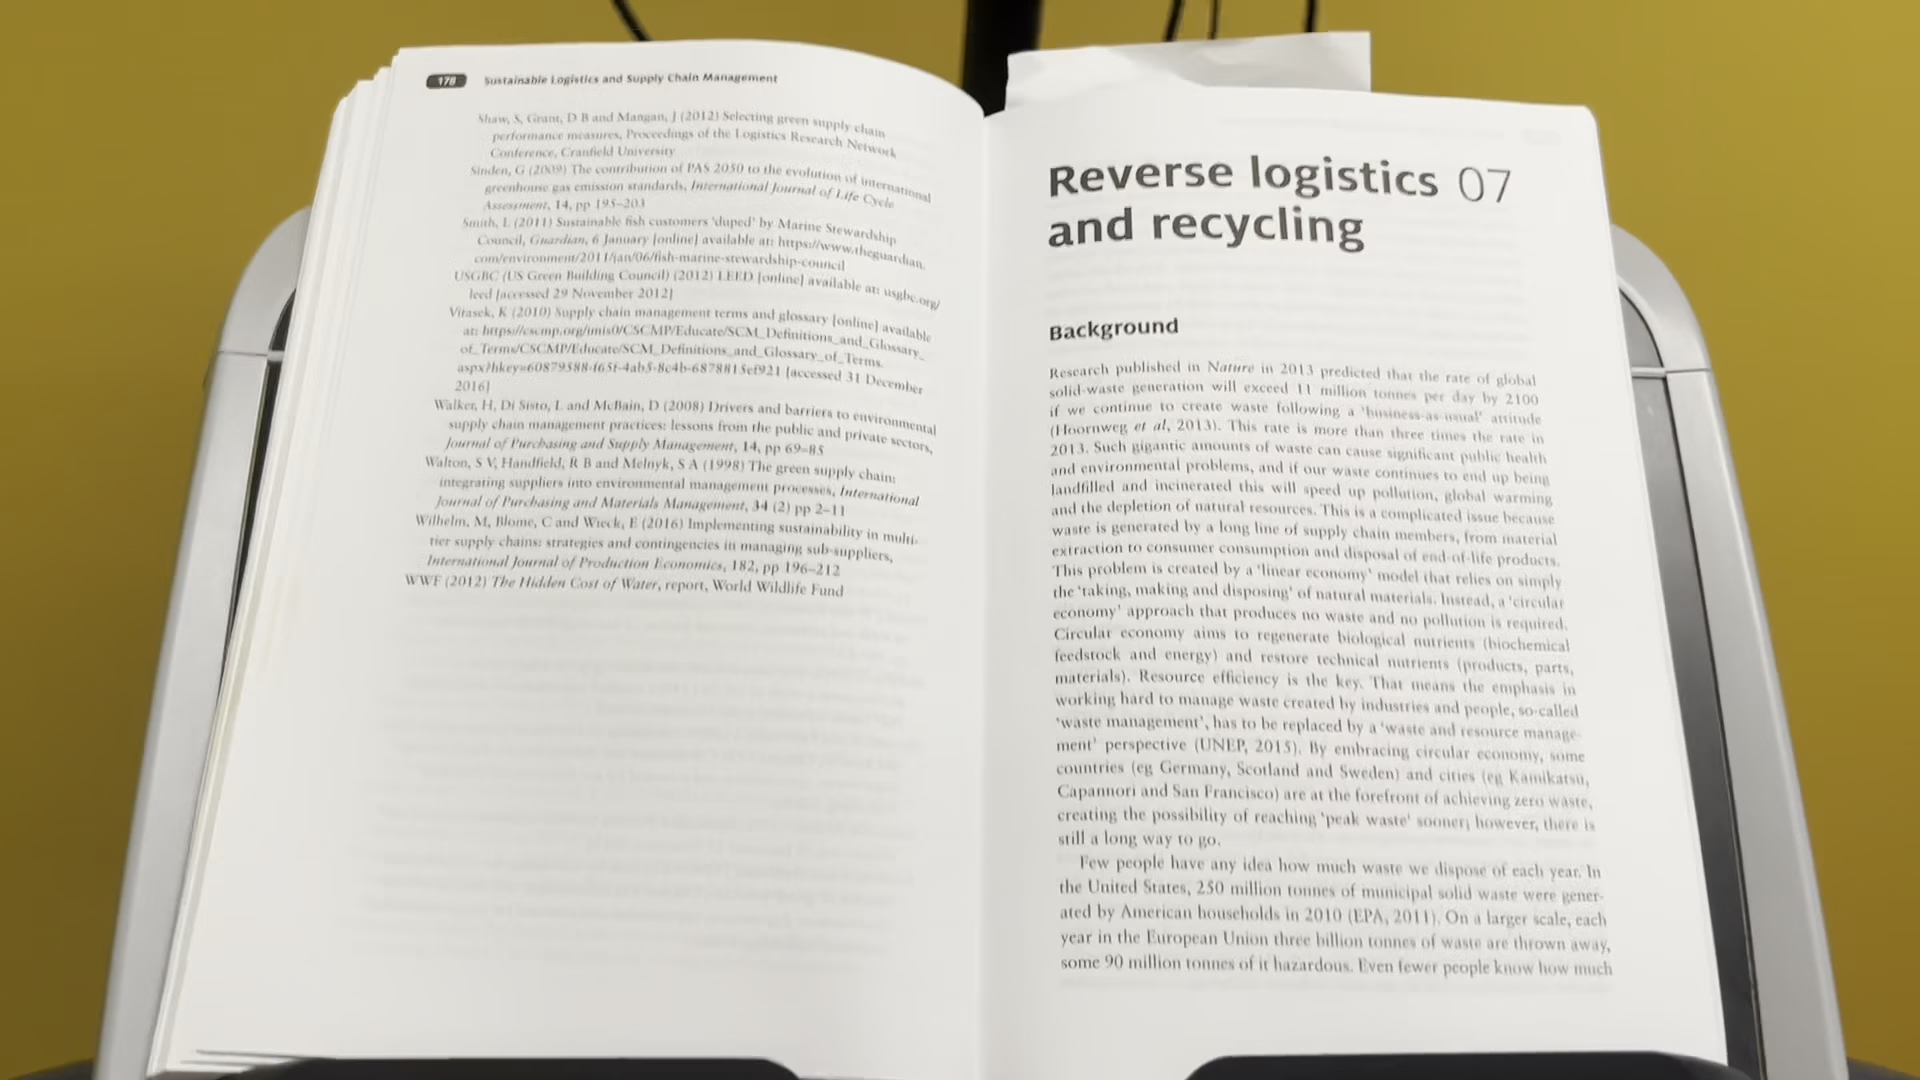 178 Sustainable Logistics and Supply Chain Management
Shaw, S, Grant, D B and Mangan, J (2012) Selecting green supply chain
performance measures, Proceedings of the Logistics Research Network
Conference, Cranfield University
Sinden, G (2009) The contribution of PAS 2050 to the evolution of international
greenhouse gas emission standards, International Journal of Life Cycle
Assessment, 14, pp 195–203
Smith, L (2011) Sustainable fish customers 'duped' by Marine Stewardship
Council, Guardian, 6 January [online] available at: https://www.theguardian.
com/environment/2011/jan/06/fish-marine-stewardship-council
USGBC (US Green Building Council) (2012) LEED [online] available at: usgbc.org/
leed [accessed 29 November 2012]
Vitasek, K (2010) Supply chain management terms and glossary [online] available
at: https://cscmp.org/imis0/CSCMP/Educate/SCM_Definitions_and_Glossary_
of_Terms/CSCMP/Educate/SCM_Definitions_and_Glossary_of_Terms.
aspx?hkey=60879588-f65f-4ab5-8c4b-6878815ef921 [accessed 31 December
2016]
Walker, H, Di Sisto, L and McBain, D (2008) Drivers and barriers to environmental
supply chain management practices: lessons from the public and private sectors,
Journal of Purchasing and Supply Management, 14, pp 69–85
Walton, S V, Handfield, R B and Melnyk, S A (1998) The green supply chain:
integrating suppliers into environmental management processes, International
Journal of Purchasing and Materials Management, 34 (2) pp 2–11
Wilhelm, M, Blome, C and Wieck, E (2016) Implementing sustainability in multi-
tier supply chains: strategies and contingencies in managing sub-suppliers,
International Journal of Production Economics, 182, pp 196–212
WWF (2012) The Hidden Cost of Water, report, World Wildlife Fund
Reverse logistics 07
and recycling
Background
Research published in Nature in 2013 predicted that the rate of global
solid-waste generation will exceed 11 million tonnes per day by 2100
if we continue to create waste following a 'business-as-usual' attitude
(Hoornweg et al, 2013). This rate is more than three times the rate in
2013. Such gigantic amounts of waste can cause significant public health
and environmental problems, and if our waste continues to end up being
landfilled and incinerated this will speed up pollution, global warming
and the depletion of natural resources. This is a complicated issue because
waste is generated by a long line of supply chain members, from material
extraction to consumer consumption and disposal of end-of-life products.
This problem is created by a 'linear economy' model that relies on simply
the 'taking, making and disposing' of natural materials. Instead, a 'circular
economy' approach that produces no waste and no pollution is required.
Circular economy aims to regenerate biological nutrients (biochemical
feedstock and energy) and restore technical nutrients (products, parts,
materials). Resource efficiency is the key. That means the emphasis in
working hard to manage waste created by industries and people, so-called
'waste management', has to be replaced by a 'waste and resource manage-
ment' perspective (UNEP, 2015). By embracing circular economy, some
countries (eg Germany, Scotland and Sweden) and cities (eg Kamikatsu,
Capannori and San Francisco) are at the forefront of achieving zero waste,
creating the possibility of reaching 'peak waste' sooner; however, there is
still a long way to go.
Few people have any idea how much waste we dispose of each year. In
the United States, 250 million tonnes of municipal solid waste were gener-
ated by American households in 2010 (EPA, 2011). On a larger scale, each
year in the European Union three billion tonnes of waste are thrown away,
some 90 million tonnes of it hazardous. Even fewer people know how much